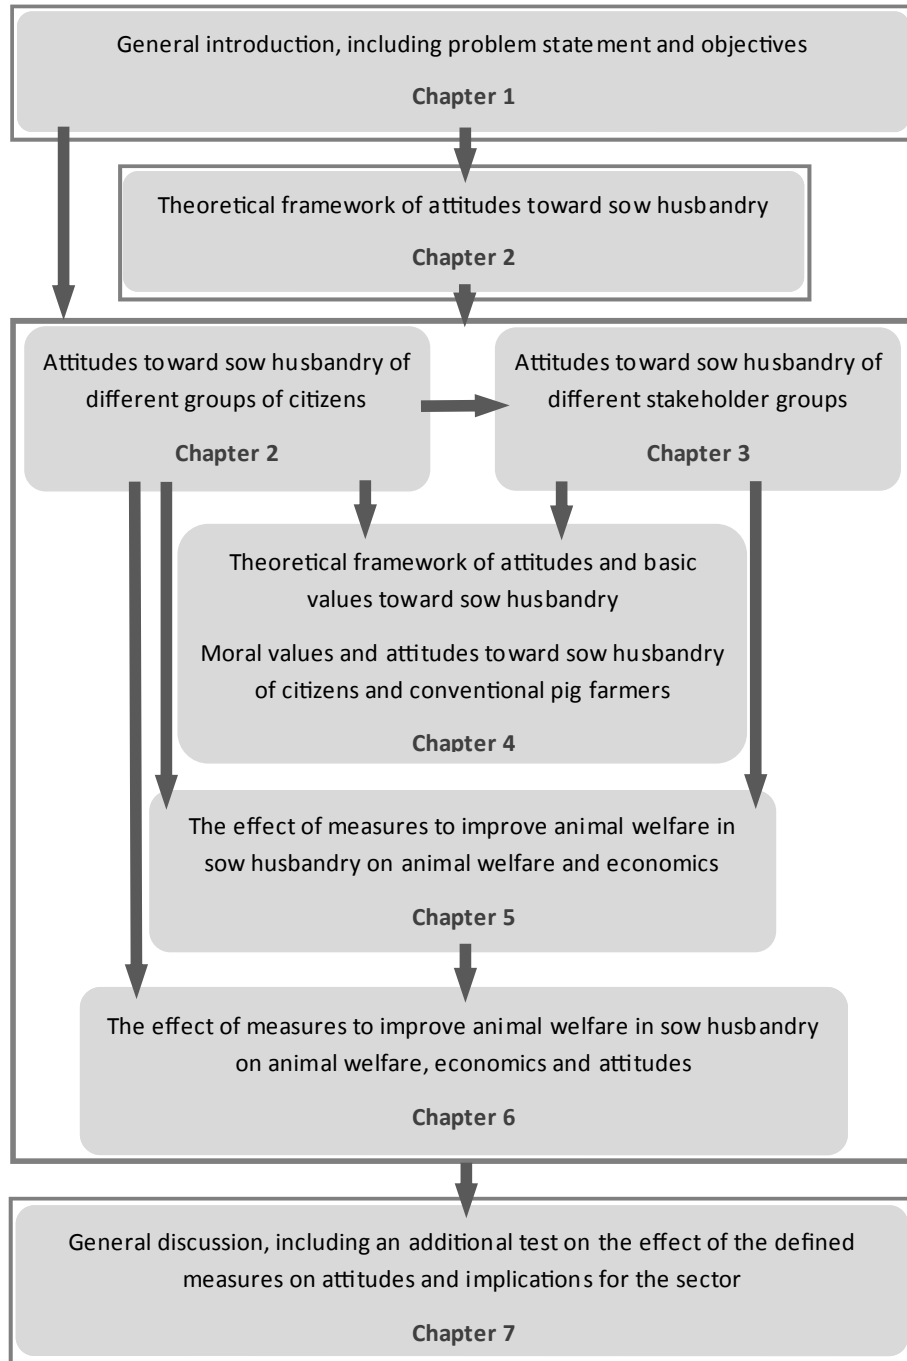 General introduction, including problem statement and objectives
Chapter 1
Theoretical framework of attitudes toward sow husbandry
Chapter 2
Attitudes toward sow husbandry of
different groups of citizens
Chapter 2
Attitudes toward sow husbandry of
different stakeholder groups
Chapter 3
Theoretical framework of attitudes and basic
values toward sow husbandry
Moral values and attitudes toward sow husbandry
of citizens and conventional pig farmers
Chapter 4
The effect of measures to improve animal welfare in
sow husbandry on animal welfare and economics
Chapter 5
The effect of measures to improve animal welfare in sow husbandry
on animal welfare, economics and attitudes
Chapter 6
General discussion, including an additional test on the effect of the defined
measures on attitudes and implications for the sector
Chapter 7